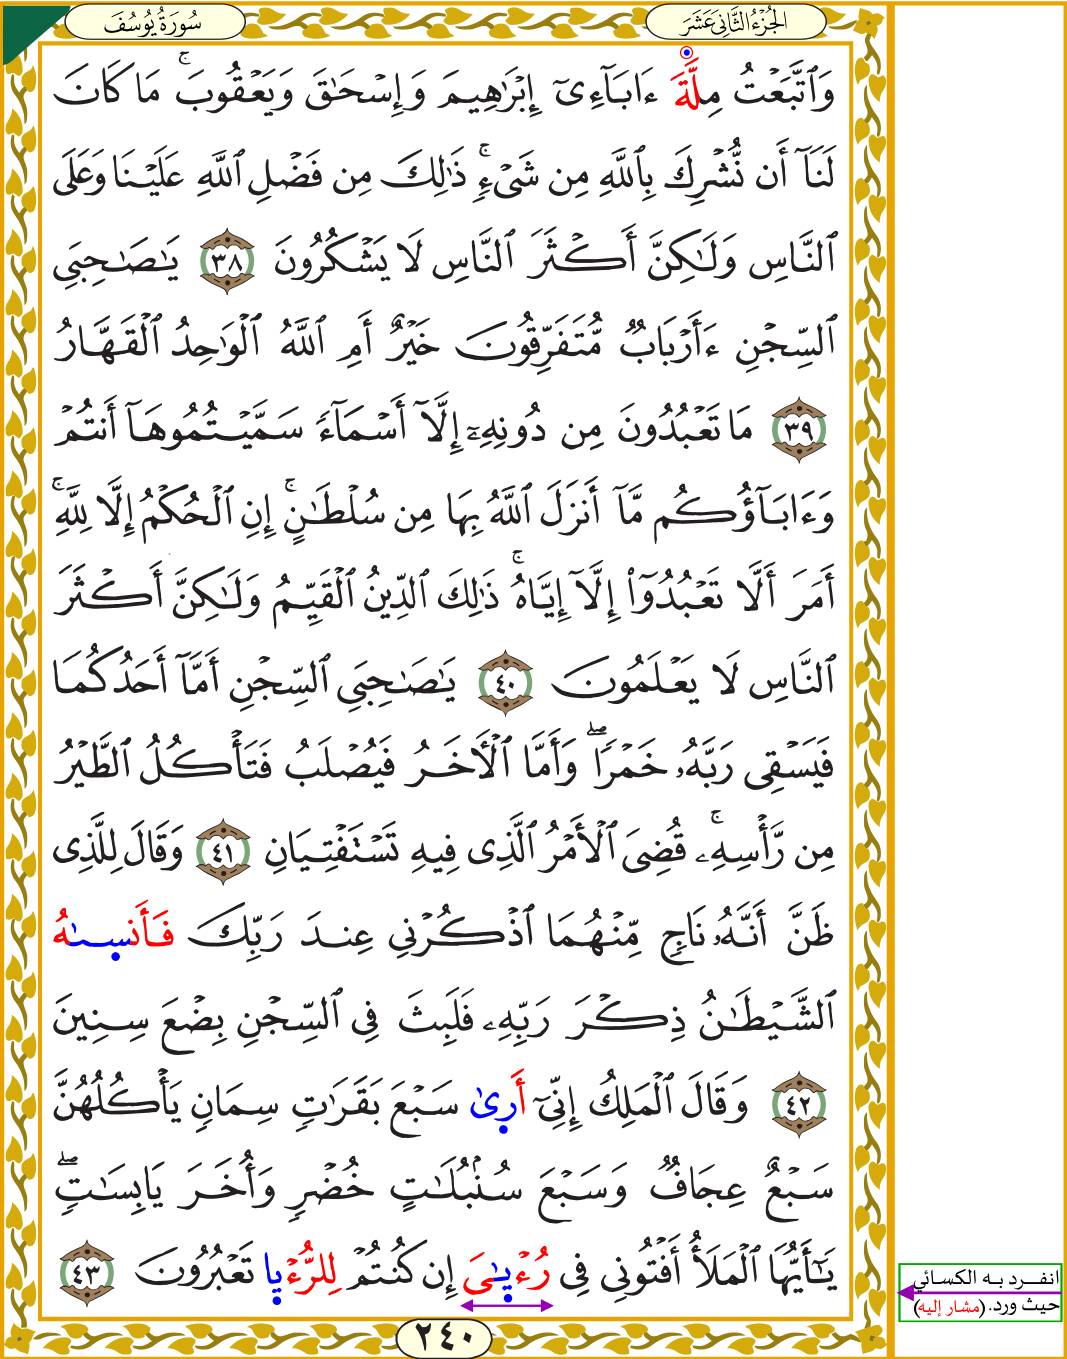 الجُزْءُ الثَّانِيَ عَشَرَ
سُورَةُ يُوسُفَ
وَٱتَّبَعۡتُ مِلَّةَ ءَابَآءِىٓ إِبۡرَٰهِيمَ وَإِسۡحَٰقَ وَيَعۡقُوبَۚ مَا كَانَ
لَنَآ أَن نُّشۡرِكَ بِٱللَّهِ مِن شَىۡءٖۚ ذَٰلِكَ مِن فَضۡلِ ٱللَّهِ عَلَيۡنَا وَعَلَى
ٱلنَّاسِ وَلَٰكِنَّ أَكۡثَرَ ٱلنَّاسِ لَا يَشۡكُرُونَ ٣٨ يَٰصَٰحِبَىِ
ٱلسِّجۡنِ ءَأَرۡبَابٞ مُّتَفَرِّقُونَ خَيۡرٌ أَمِ ٱللَّهُ ٱلۡوَٰحِدُ ٱلۡقَهَّارُ
٣٩ مَا تَعۡبُدُونَ مِن دُونِهِۦٓ إِلَّآ أَسۡمَآءٗ سَمَّيۡتُمُوهَآ أَنتُمۡ
وَءَابَآؤُكُم مَّآ أَنزَلَ ٱللَّهُ بِهَا مِن سُلۡطَٰنٍۚ إِنِ ٱلۡحُكۡمُ إِلَّا لِلَّهِۚ
أَمَرَ أَلَّا تَعۡبُدُوٓاْ إِلَّآ إِيَّاهُۚ ذَٰلِكَ ٱلدِّينُ ٱلۡقَيِّمُ وَلَٰكِنَّ أَكۡثَرَ
ٱلنَّاسِ لَا يَعۡلَمُونَ ٤٠ يَٰصَٰحِبَىِ ٱلسِّجۡنِ أَمَّآ أَحَدُكُمَا
فَيَسۡقِى رَبَّهُۥ خَمۡرٗاۖ وَأَمَّا ٱلۡأَخَرُ فَيُصۡلَبُ فَتَأۡكُلُ ٱلطَّيۡرُ
مِن رَّأۡسِهِۦۚ قُضِىَ ٱلۡأَمۡرُ ٱلَّذِى فِيهِ تَسۡتَفۡتِيَانِ ٤١ وَقَالَ لِلَّذِى
ظَنَّ أَنَّهُۥ نَاجٖ مِّنۡهُمَا ٱذۡكُرۡنِى عِندَ رَبِّكَ فَأَنسىٰهُ
ٱلشَّيۡطَٰنُ ذِكۡرَ رَبِّهِۦ فَلَبِثَ فِى ٱلسِّجۡنِ بِضۡعَ سِنِينَ
٤٢ وَقَالَ ٱلۡمَلِكُ إِنِّىٓ أَرىٰ سَبۡعَ بَقَرَٰتٖ سِمَانٖ يَأۡكُلُهُنَّ
سَبۡعٌ عِجَافٞ وَسَبۡعَ سُنۢبُلَٰتٍ خُضۡرٖ وَأُخَرَ يَابِسَٰتٖۖ
يَٰٓأَيُّهَا ٱلۡمَلَأُ أَفۡتُونِى فِى رُءۡيٰىَ إِن كُنتُمۡ لِلرُّءۡيا تَعۡبُرُونَ ٤٣
انفرد به الكسائي
حيث ورد. (مشار إليه)
٢٤٠